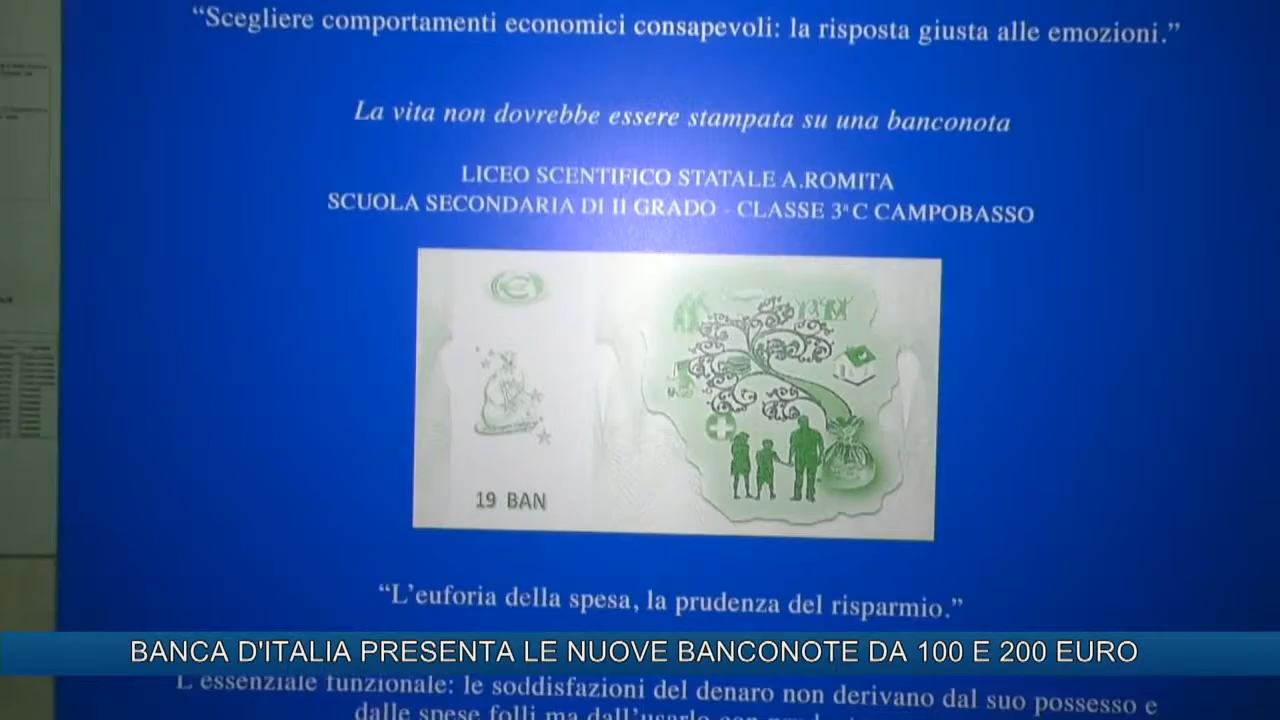 “Scegliere comportamenti economici consapevoli: la risposta giusta alle emozioni.”
La vita non dovrebbe essere stampata su una banconota
LICEO SCENTIFICO STATALE A.ROMITA
SCUOLA SECONDARIA DI II GRADO - CLASSE 3ª C CAMPOBASSO
19 BAN
“L’euforia della spesa, la prudenza del risparmio.”
BANCA D'ITALIA PRESENTA LE NUOVE BANCONOTE DA 100 E 200 EURO
L’essenziale funzionale: le soddisfazioni del denaro non derivano dal suo possesso e
dalle spese folli ma dall’usarlo con